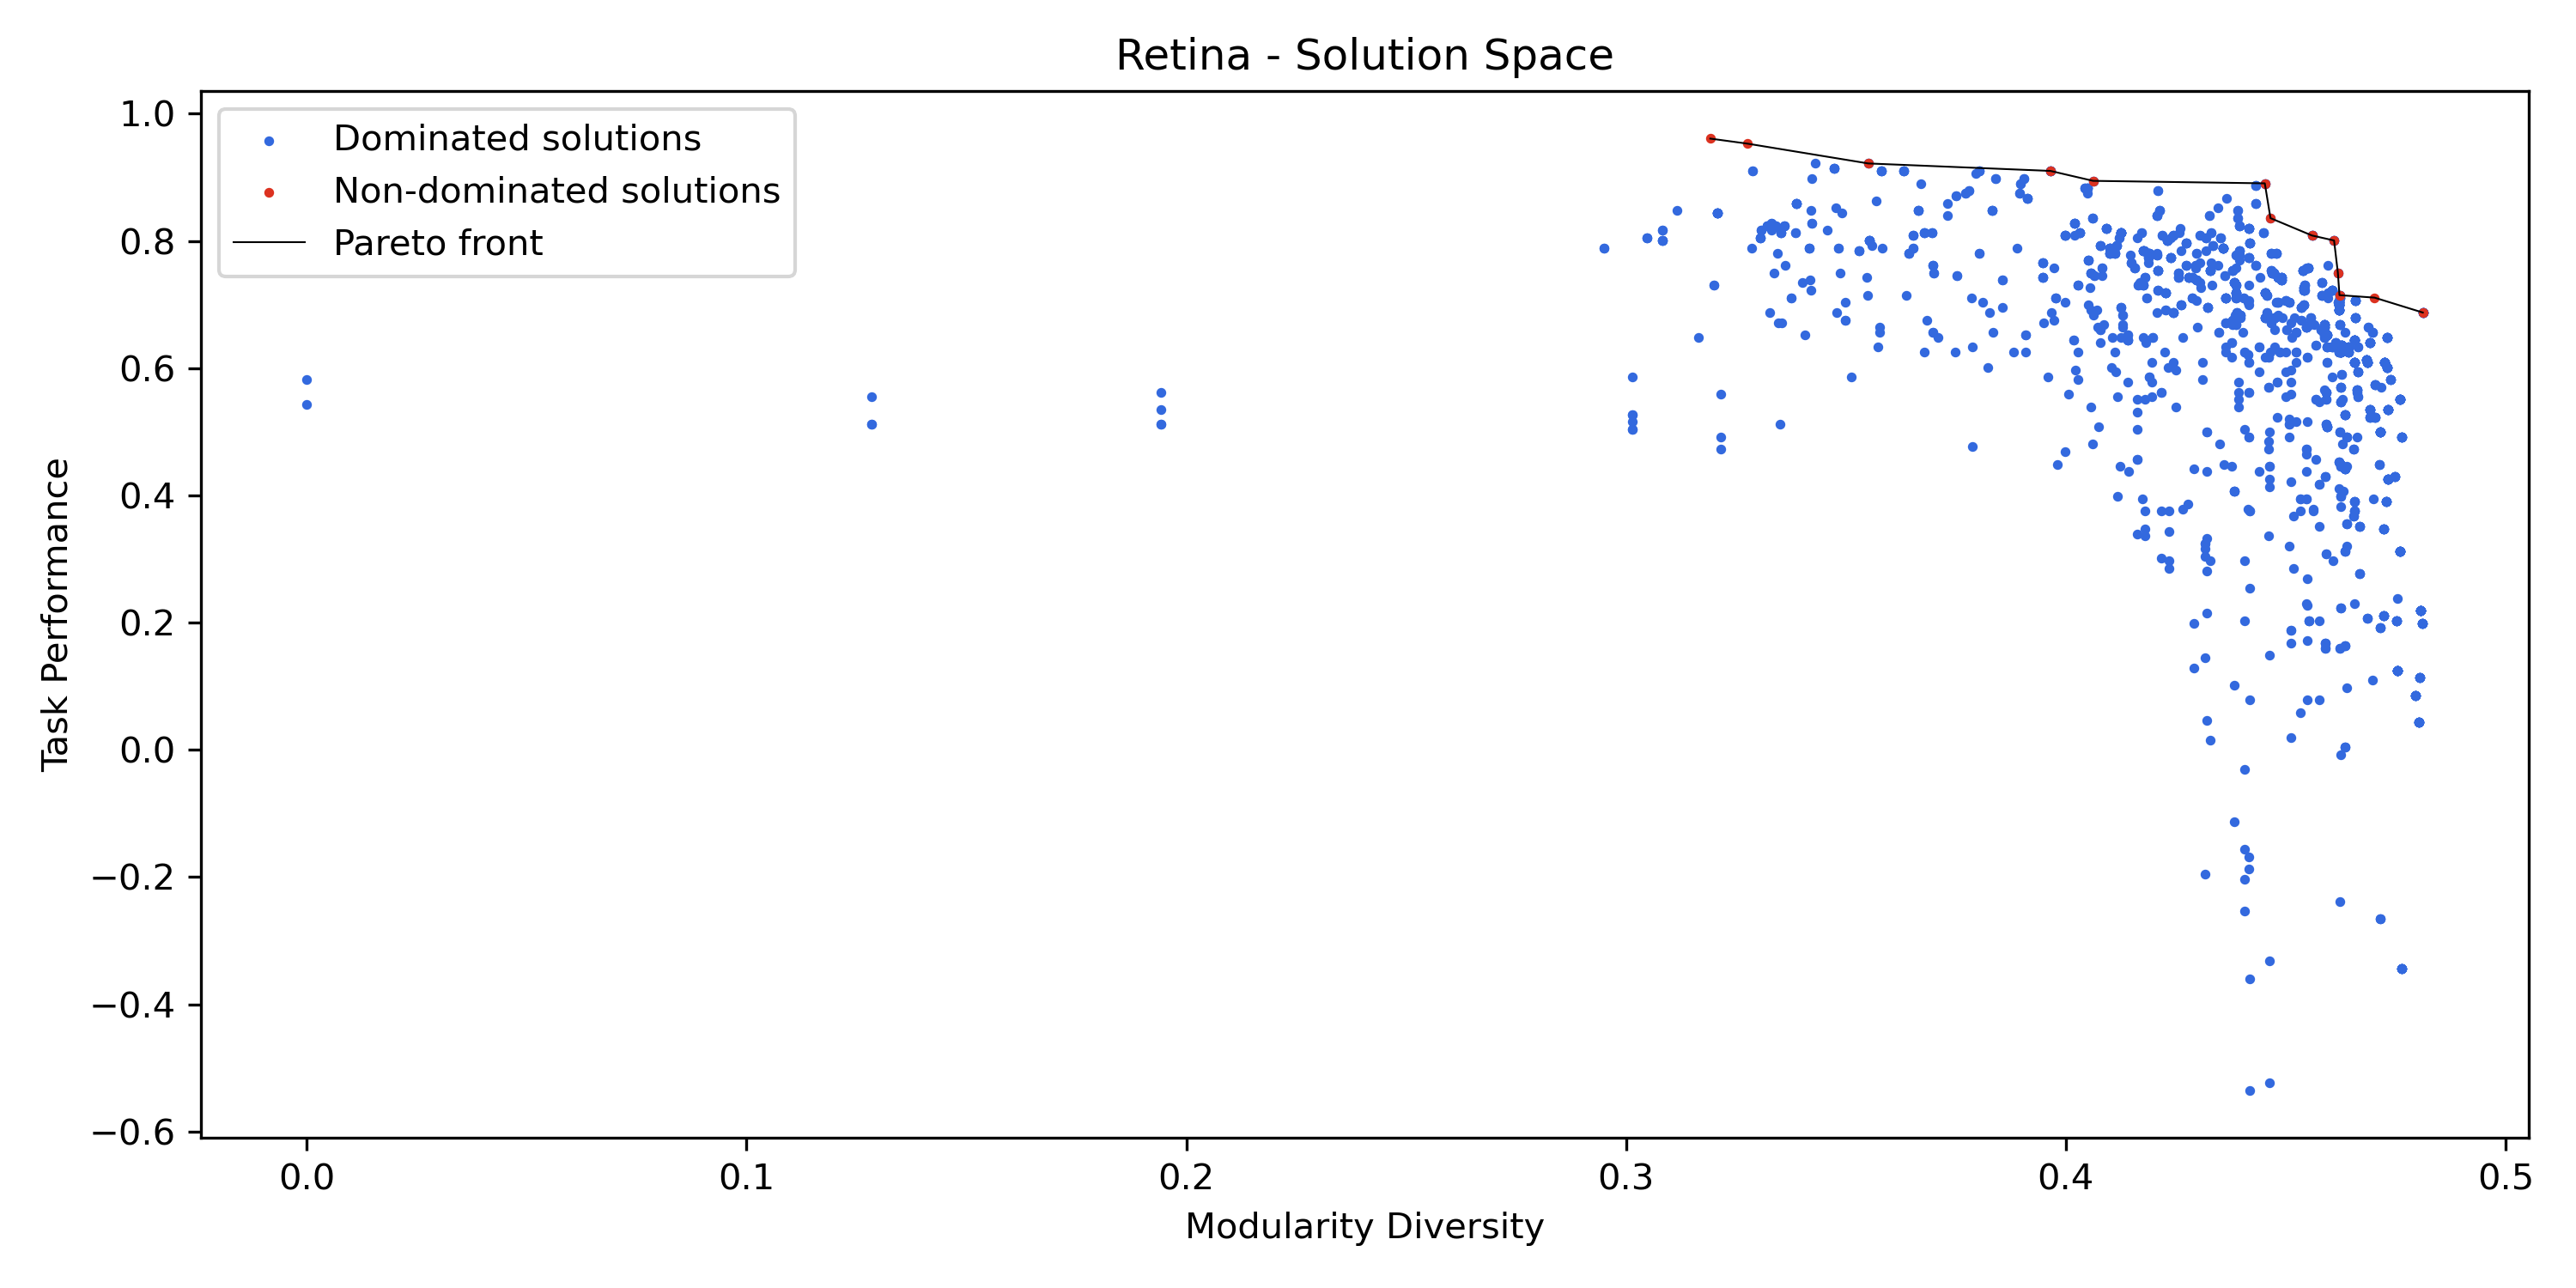 Retina - Solution Space
Dominated solutions
Non-dominated solutions
Pareto front
Task Performance
1.0
0.8
0.6
0.4
0.2
0.0
−0.2
−0.4
−0.6
0.0 0.1 0.2 0.3 0.4 0.5
Modularity Diversity